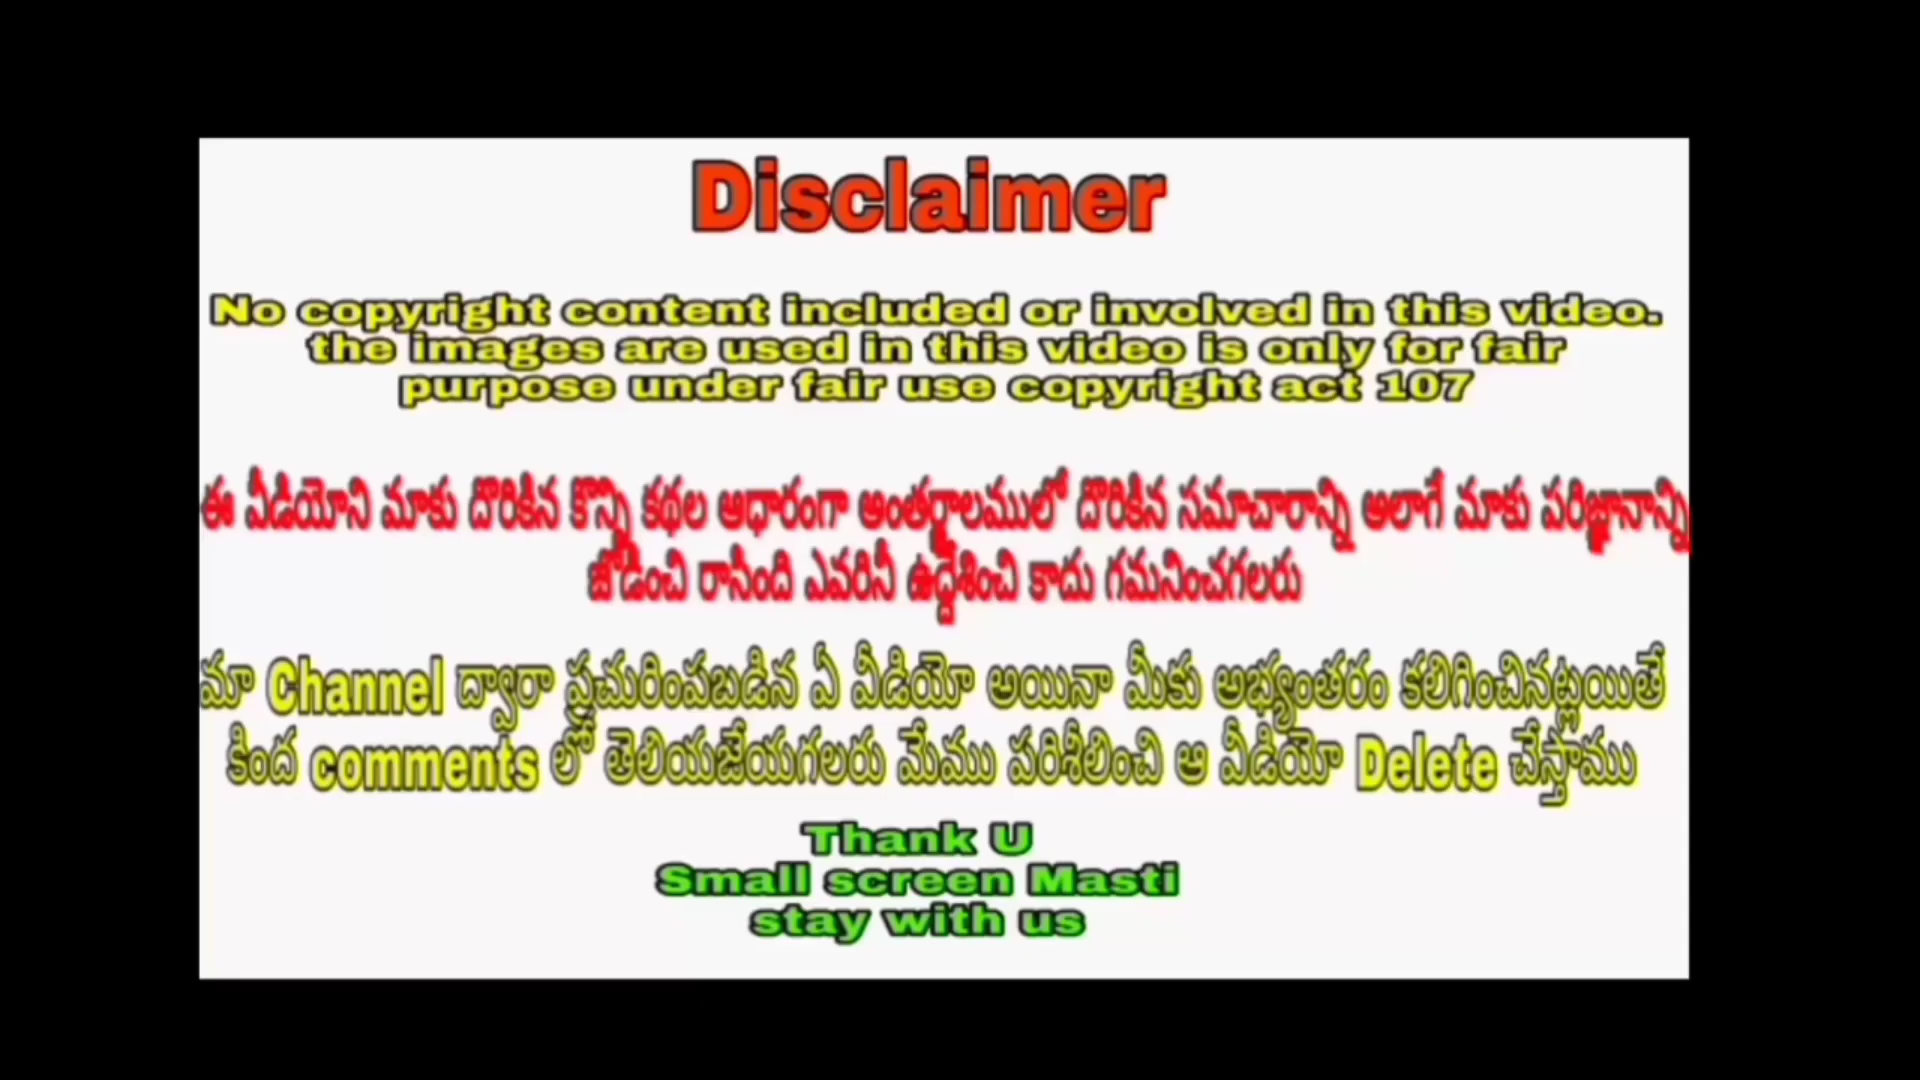 Disclaimer
No copyright content included or involved in this video.
the images are used in this video is only for fair
purpose under fair use copyright act 107
ఈ వీడియోని మాకు దొరికిన కొన్ని కథల ఆధారంగా అంతర్జాలములో దొరికిన సమాచారాన్ని అలాగే మాకు పరిజ్ఞానాన్ని
జోడించి రాసింది ఎవరినీ ఉద్దేశించి కాదు గమనించగలరు
మా Channel ద్వారా ప్రచురింపబడిన ఏ వీడియో అయినా మీకు అభ్యంతరం కలిగించినట్లయితే
కింద comments లో తెలియజేయగలరు మేము పరిశీలించి ఆ వీడియో Delete చేస్తాము
Thank U
Small screen Masti
stay with us